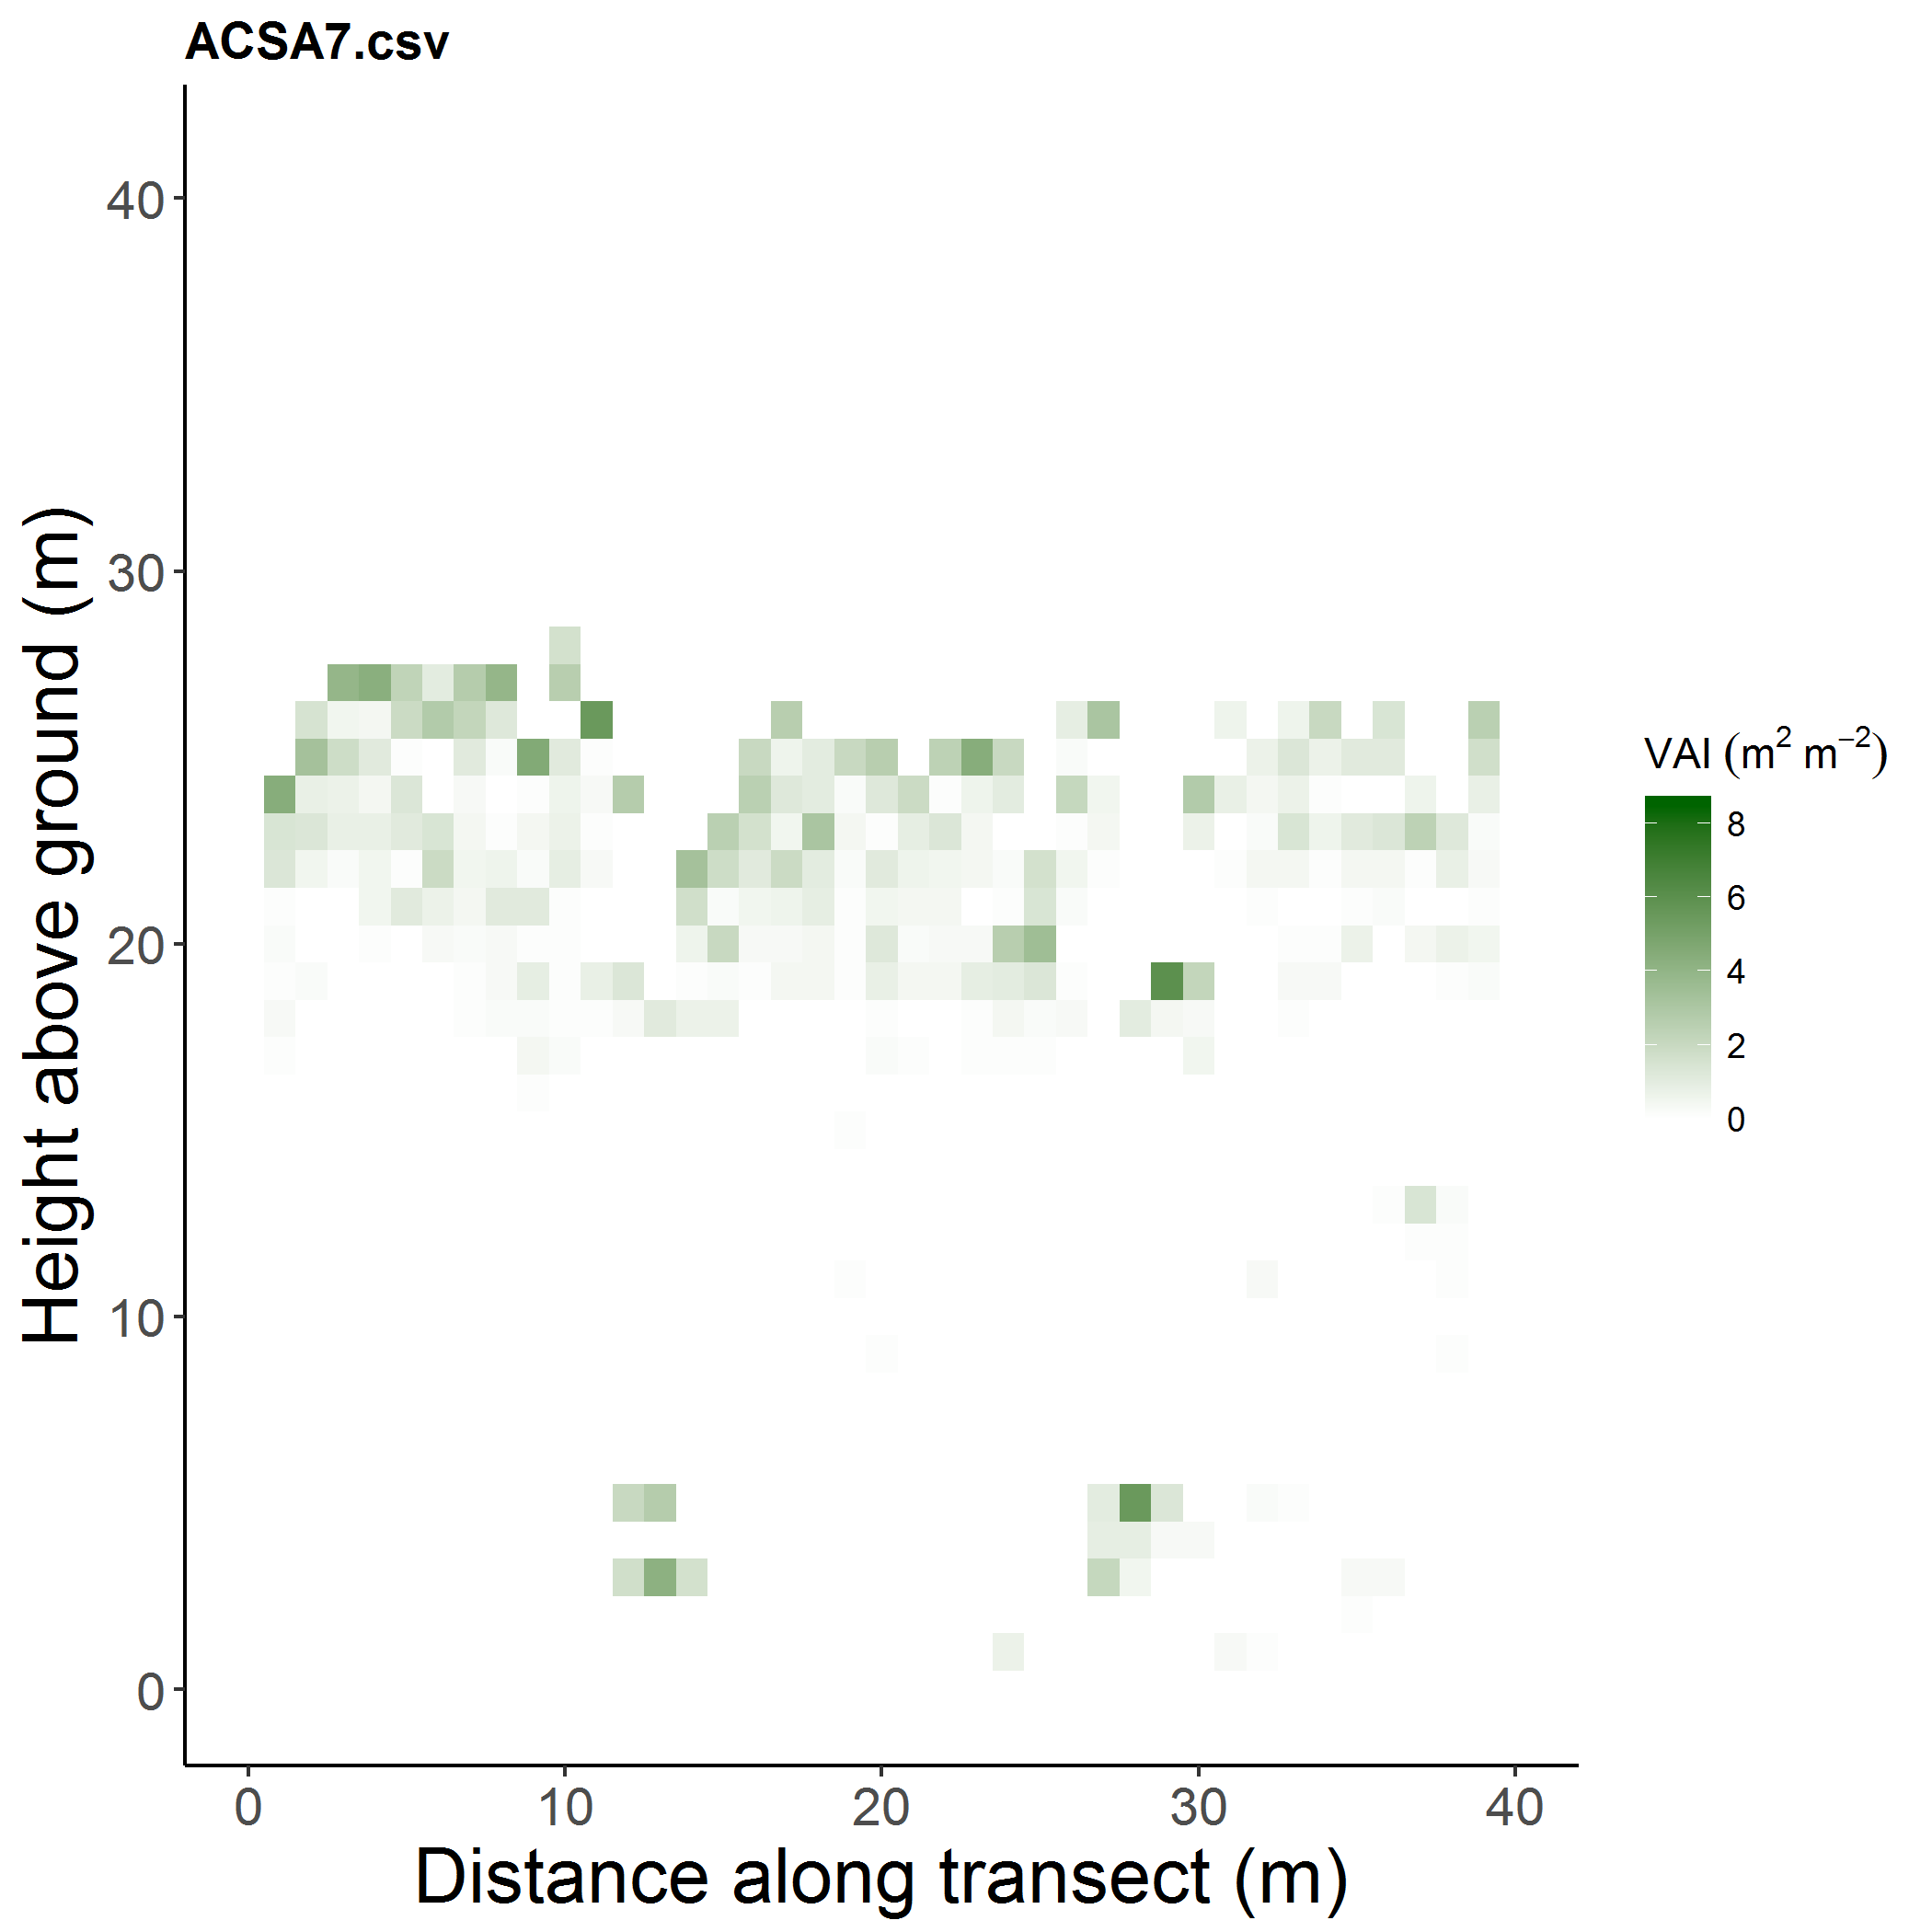 ACSA7.csv
Height above ground (m)
40
30
20
10
0
0 10 20 30 40
Distance along transect (m)
VAI (m² m⁻²)
8
6
4
2
0